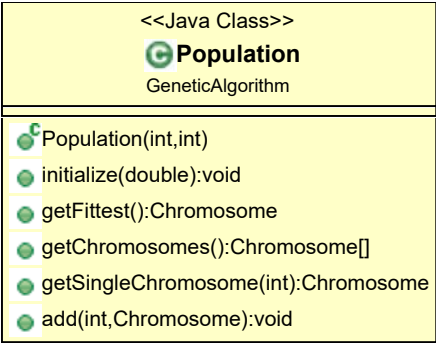 <<Java Class>>
C Population
GeneticAlgorithm
C Population(int,int)
initialize(double):void
getFittest():Chromosome
getChromosomes():Chromosome[]
getSingleChromosome(int):Chromosome
add(int,Chromosome):void